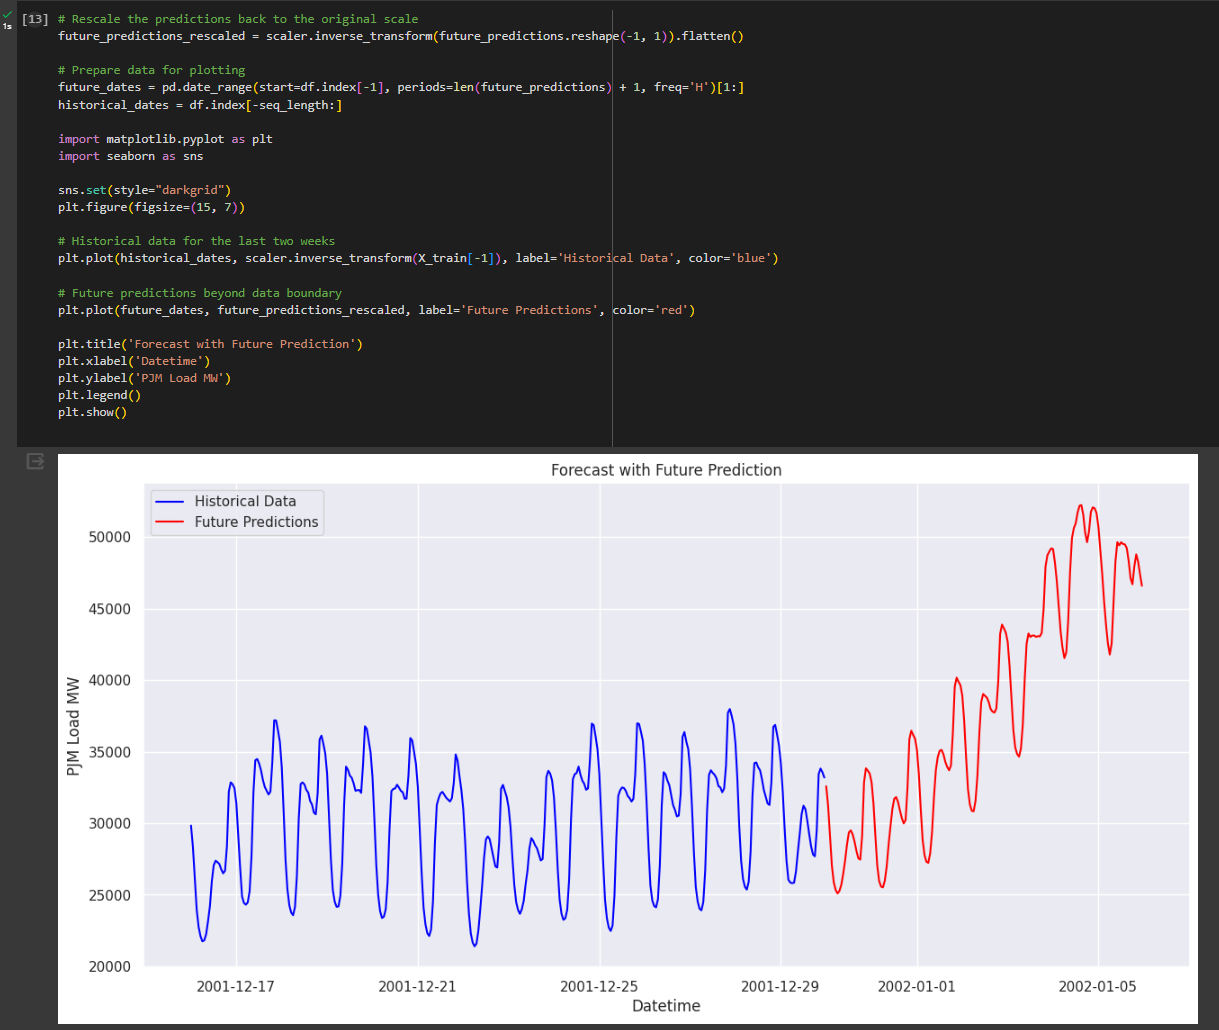 [13] # Rescale the predictions back to the original scale
1s
future_predictions_rescaled = scaler.inverse_transform(future_predictions.reshape(-1, 1)).flatten()
# Prepare data for plotting
future_dates = pd.date_range(start=df.index[-1], periods=len(future_predictions) + 1, freq='H')[1:]
historical_dates = df.index[-seq_length:]
import matplotlib.pyplot as plt
import seaborn as sns
sns.set(style="darkgrid")
plt.figure(figsize=(15, 7))
# Historical data for the last two weeks
plt.plot(historical_dates, scaler.inverse_transform(X_train[-1]), label='Historical Data', color='blue')
# Future predictions beyond data boundary
plt.plot(future_dates, future_predictions_rescaled, label='Future Predictions', color='red')
plt.title('Forecast with Future Prediction')
plt.xlabel('Datetime')
plt.ylabel('PJM Load MW')
plt.legend()
plt.show()
Forecast with Future Prediction
Historical Data
Future Predictions
50000
45000
40000
35000
30000
25000
20000
PJM Load MW
2001-12-17 2001-12-21 2001-12-25 2001-12-29 2002-01-01 2002-01-05
Datetime